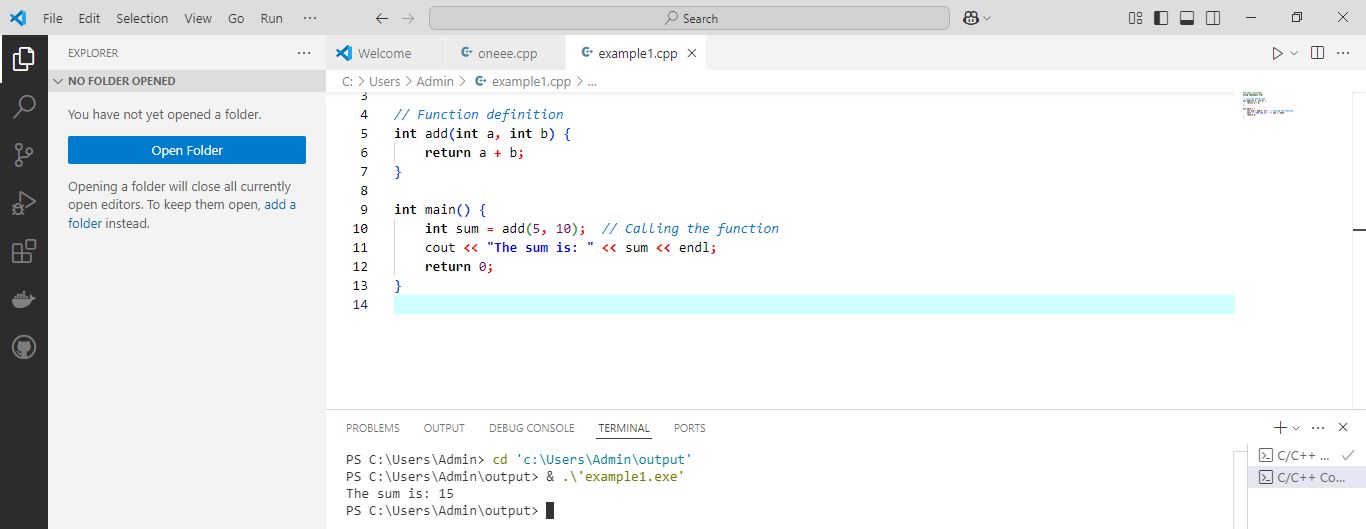 File Edit Selection View Go Run ···
Search
EXPLORER ···
NO FOLDER OPENED
You have not yet opened a folder.
Open Folder
Opening a folder will close all currently
open editors. To keep them open, add a
folder instead.
Welcome
oneee.cpp
example1.cpp
C: > Users > Admin > example1.cpp > ...
3
4 // Function definition
5 int add(int a, int b) {
6 return a + b;
7 }
8
9 int main() {
10 int sum = add(5, 10);  // Calling the function
11 cout << "The sum is: " << sum << endl;
12 return 0;
13 }
14
PROBLEMS OUTPUT DEBUG CONSOLE TERMINAL PORTS
PS C:\Users\Admin> cd 'c:\Users\Admin\output'
PS C:\Users\Admin\output> & .\'example1.exe'
The sum is: 15
PS C:\Users\Admin\output>
C/C++ ...
C/C++ Co...